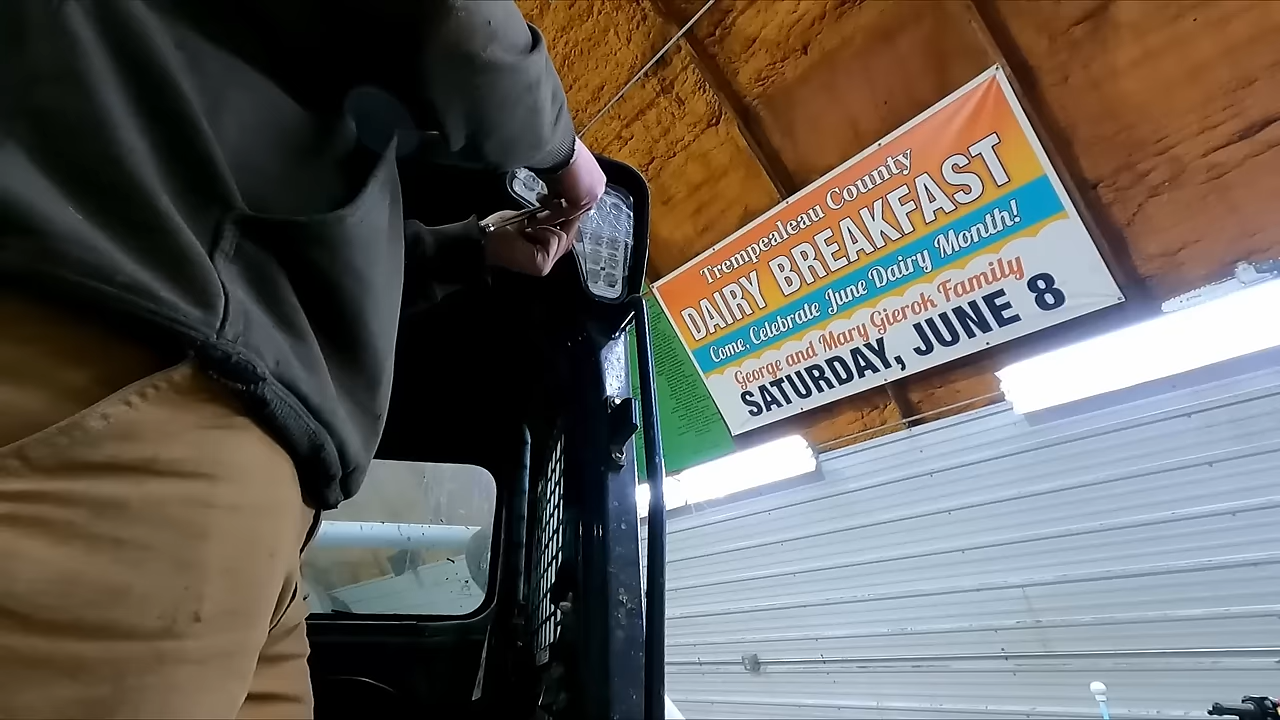 Trempealeau County
DAIRY BREAKFAST
Come, Celebrate June Dairy Month!
George and Mary Gierok Family
SATURDAY, JUNE 8